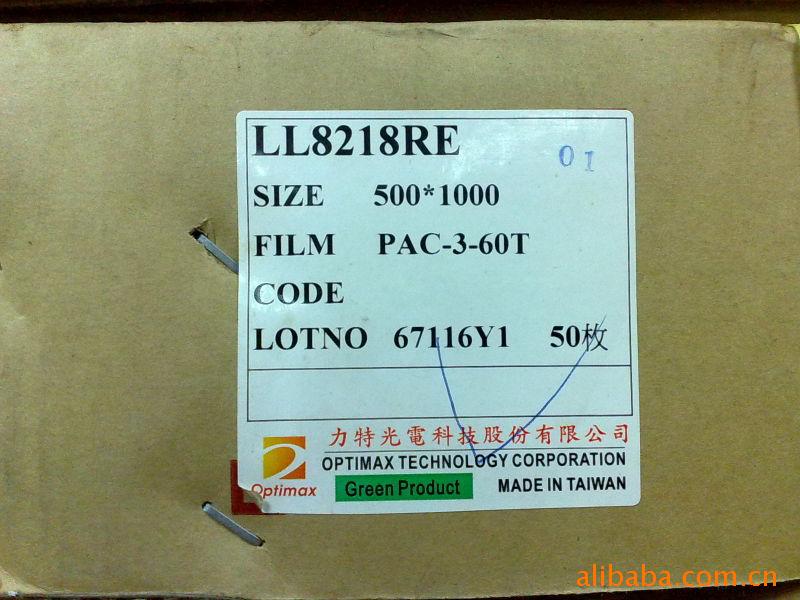 LL8218RE
01
SIZE 500*1000
FILM PAC-3-60T
CODE
LOTNO 67116Y1 50枚
力特光電科技股份有限公司
OPTIMAX TECHNOLOGY CORPORATION
Optimax
Green Product
MADE IN TAIWAN
alibaba.com.cn